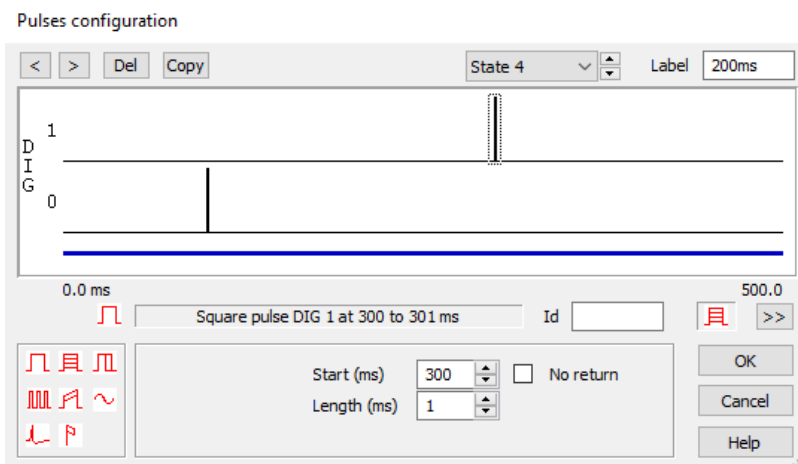 Pulses configuration
< > Del Copy State 4 Label 200ms
1
DIG
0
0.0 ms 500.0
Square pulse DIG 1 at 300 to 301 ms Id >>
Start (ms) 300 No return OK
Length (ms) 1 Cancel
Help